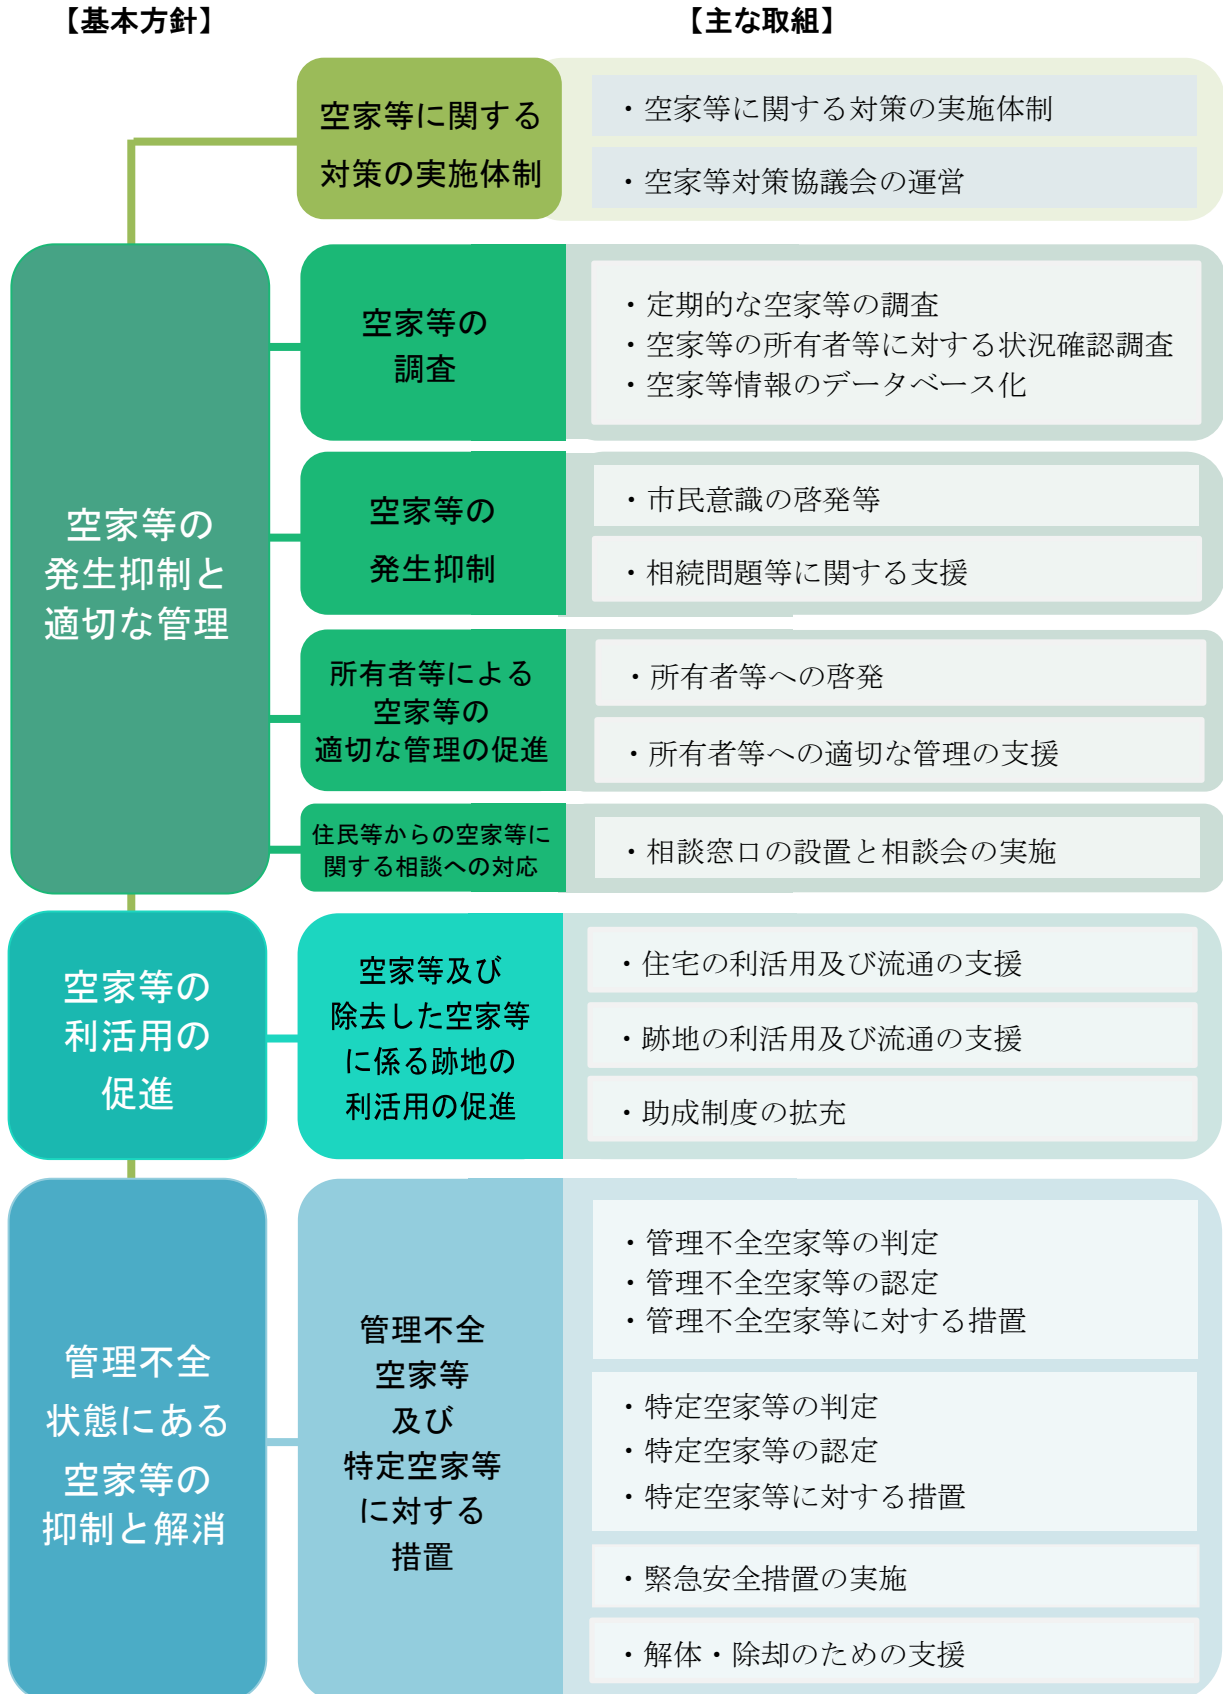 【基本方針】
【主な取組】
空家等に関する
対策の実施体制
・空家等に関する対策の実施体制
・空家等対策協議会の運営
空家等の
発生抑制と
適切な管理
空家等の
調査
・定期的な空家等の調査
・空家等の所有者等に対する状況確認調査
・空家等情報のデータベース化
空家等の
発生抑制
・市民意識の啓発等
・相続問題等に関する支援
所有者等による
空家等の
適切な管理の促進
・所有者等への啓発
・所有者等への適切な管理の支援
住民等からの空家等に
関する相談への対応
・相談窓口の設置と相談会の実施
空家等の
利活用の
促進
空家等及び
除去した空家等
に係る跡地の
利活用の促進
・住宅の利活用及び流通の支援
・跡地の利活用及び流通の支援
・助成制度の拡充
管理不全
状態にある
空家等の
抑制と解消
管理不全
空家等
及び
特定空家等
に対する
措置
・管理不全空家等の判定
・管理不全空家等の認定
・管理不全空家等に対する措置
・特定空家等の判定
・特定空家等の認定
・特定空家等に対する措置
・緊急安全措置の実施
・解体・除却のための支援